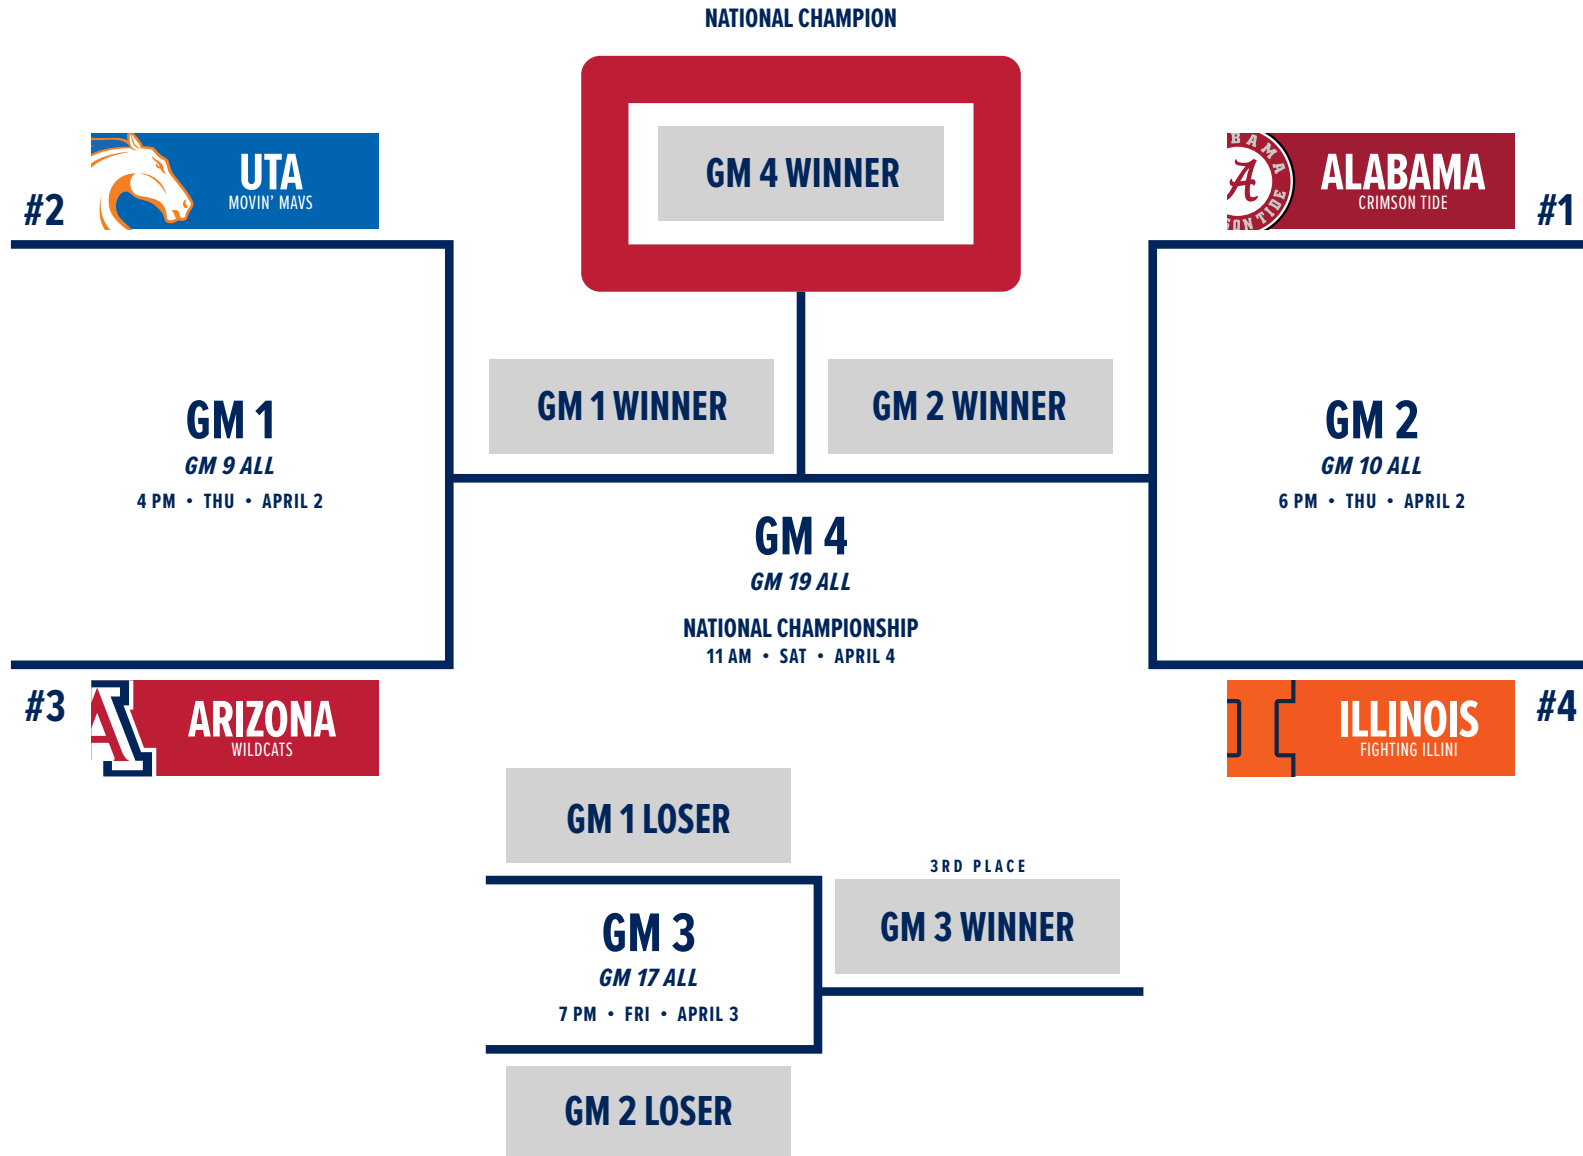 NATIONAL CHAMPION
GM 4 WINNER
#2
UTA
MOVIN' MAVS
BAMA
A
ON TIDE
ALABAMA
CRIMSON TIDE
#1
GM 1 WINNER
GM 2 WINNER
GM 1
GM 9 ALL
4 PM • THU • APRIL 2
GM 2
GM 10 ALL
6 PM • THU • APRIL 2
GM 4
GM 19 ALL
NATIONAL CHAMPIONSHIP
11 AM • SAT • APRIL 4
#3
A
ARIZONA
WILDCATS
I
ILLINOIS
FIGHTING ILLINI
#4
GM 1 LOSER
3RD PLACE
GM 3 WINNER
GM 3
GM 17 ALL
7 PM • FRI • APRIL 3
GM 2 LOSER